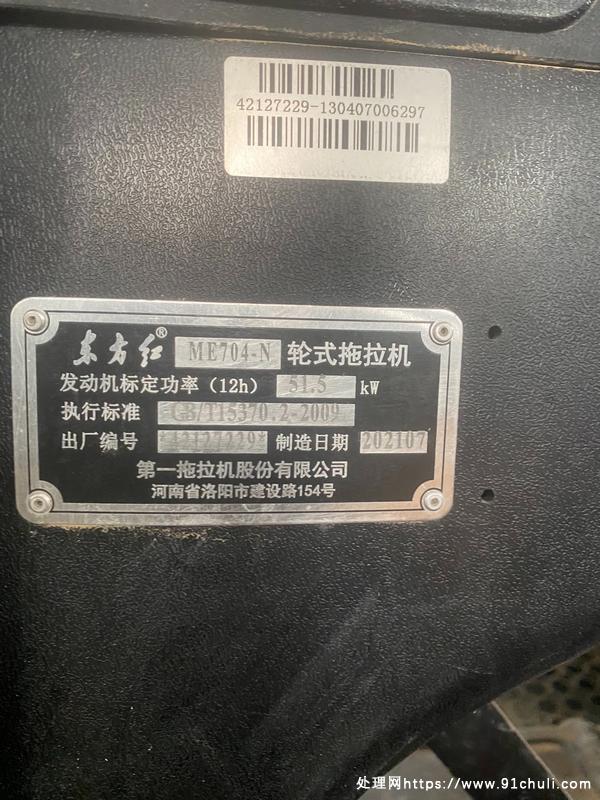 42127229-130407006297
东方红® ME704-N 轮式拖拉机
发动机标定功率（12h） 51.5 kW
执行标准 GB/T15370.2-2009
出厂编号 *42127229* 制造日期 202107
第一拖拉机股份有限公司
河南省洛阳市建设路154号
处理网https://www.91chuli.com